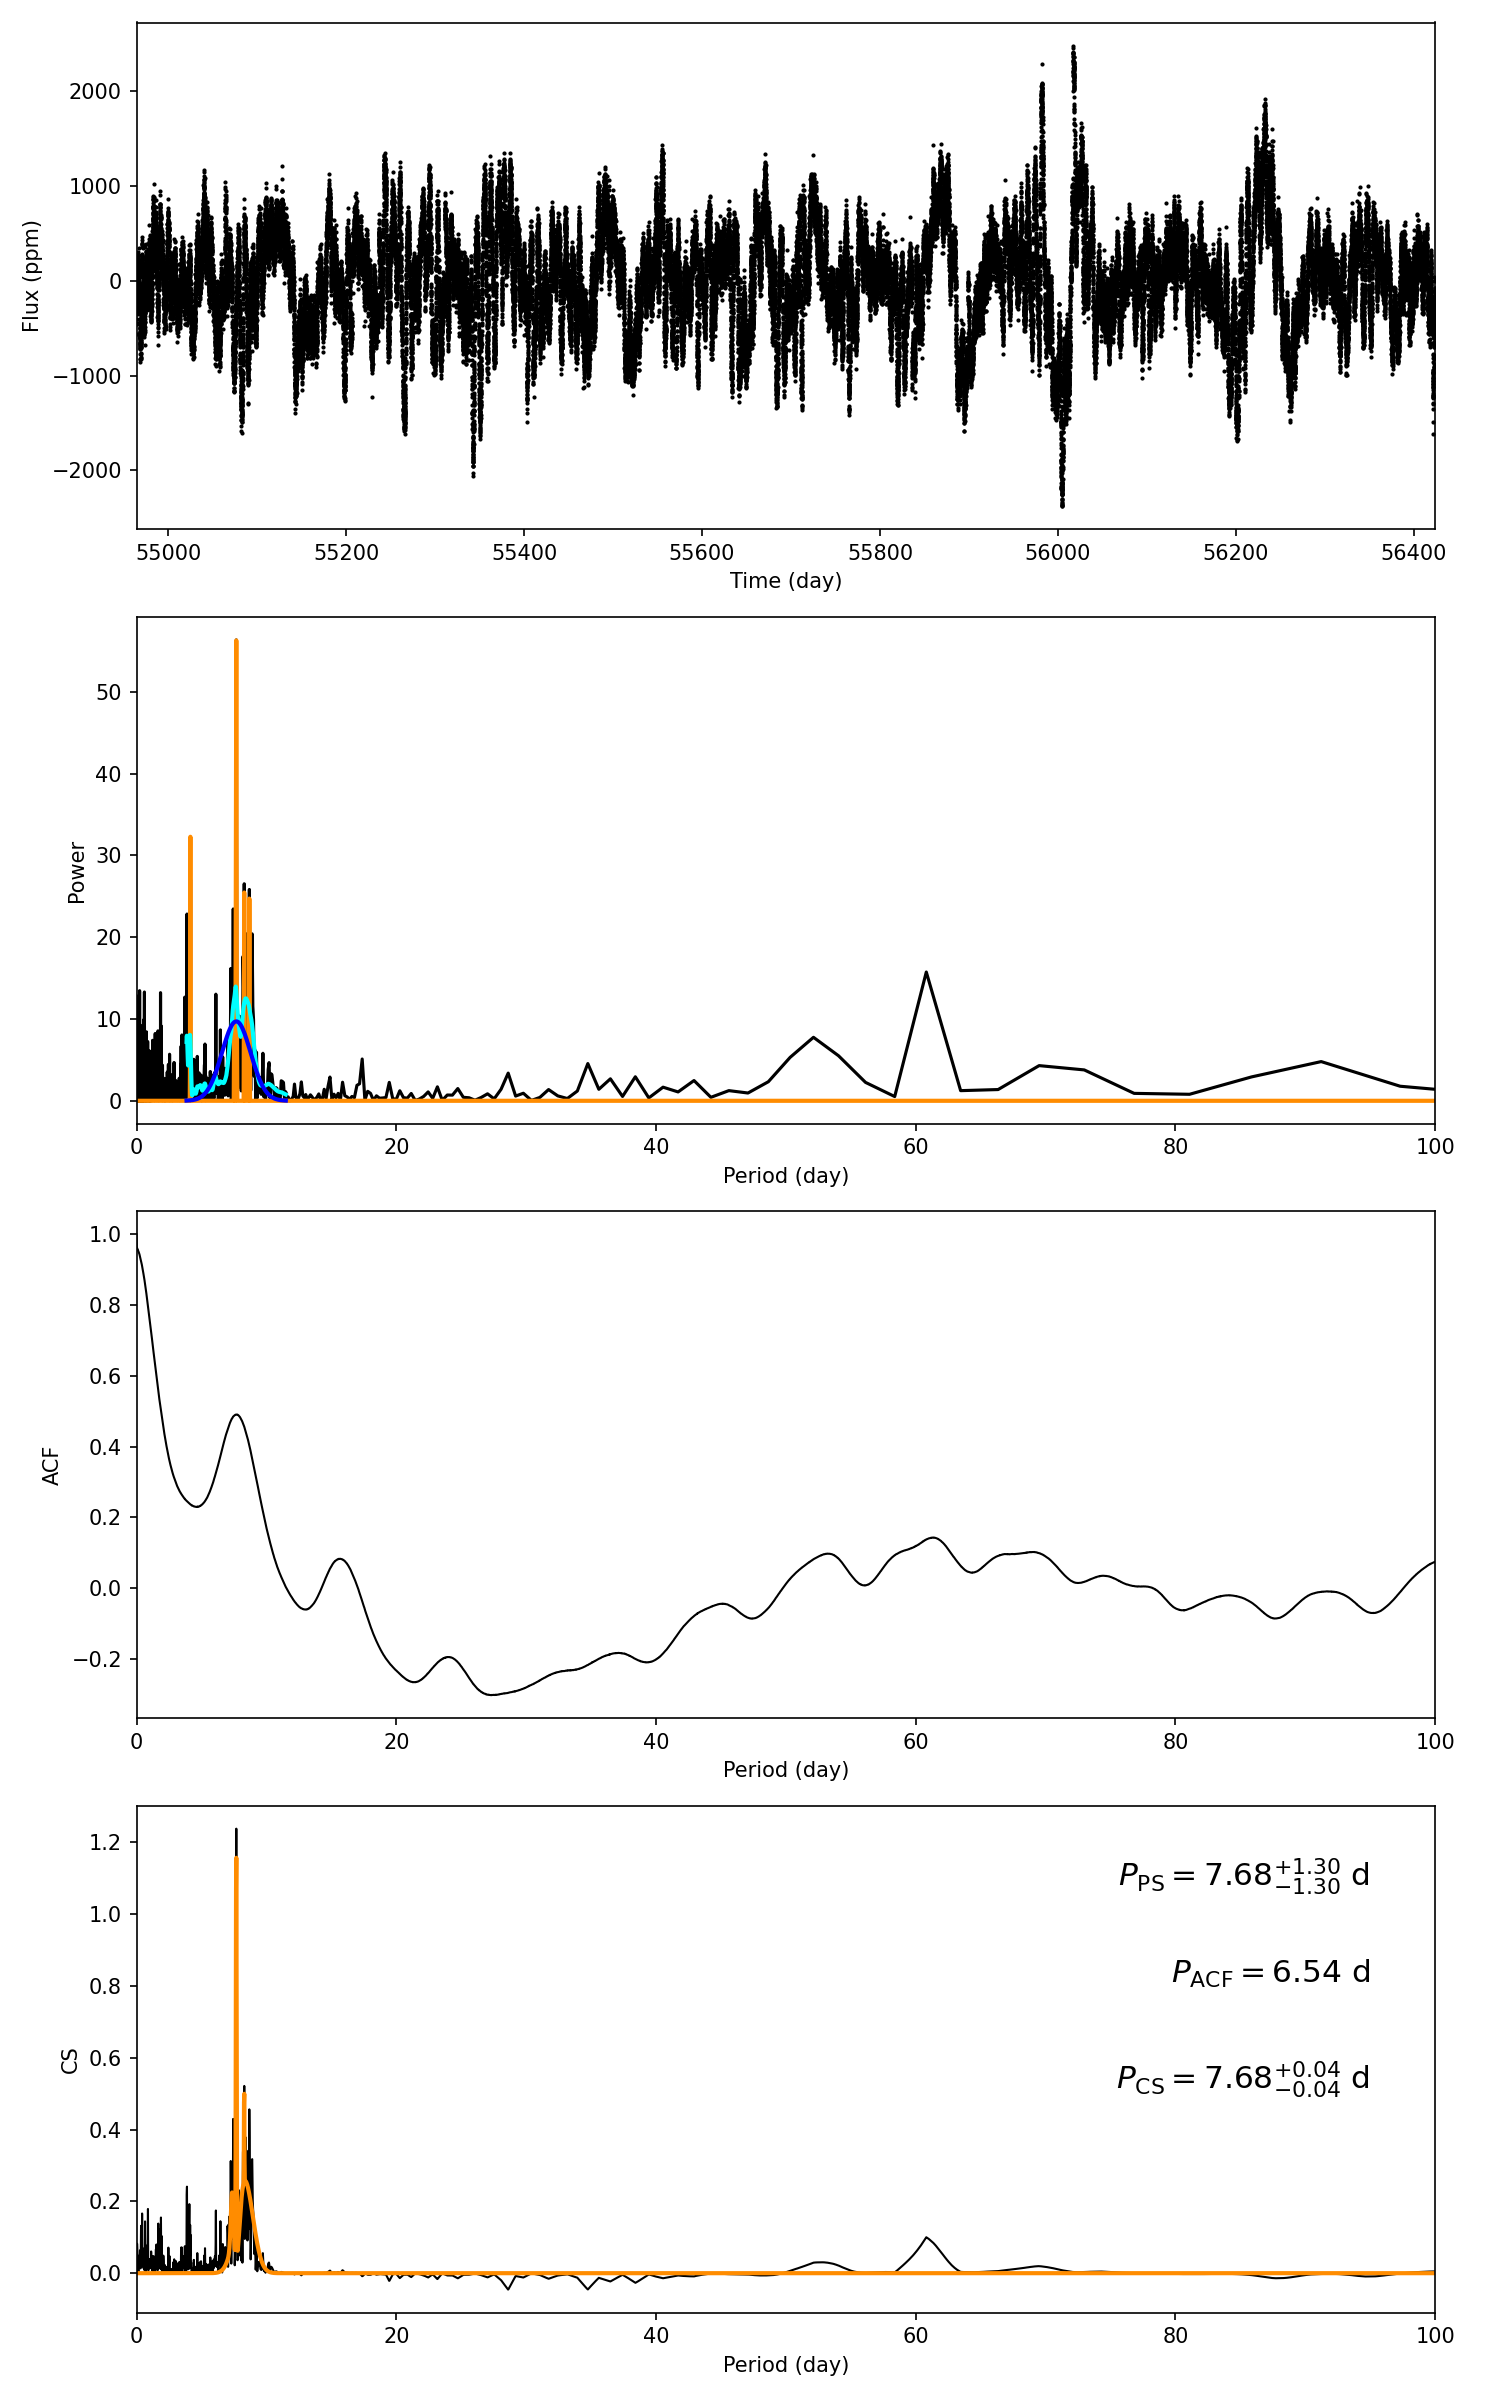 2000
1000
0
−1000
−2000
Flux (ppm)
55000 55200 55400 55600 55800 56000 56200 56400
Time (day)
50
40
30
20
10
0
Power
0 20 40 60 80 100
Period (day)
1.0
0.8
0.6
0.4
0.2
0.0
−0.2
ACF
0 20 40 60 80 100
Period (day)
1.2
1.0
0.8
0.6
0.4
0.2
0.0
CS
P_PS = 7.68 +1.30 −1.30 d
P_ACF = 6.54 d
P_CS = 7.68 +0.04 −0.04 d
0 20 40 60 80 100
Period (day)